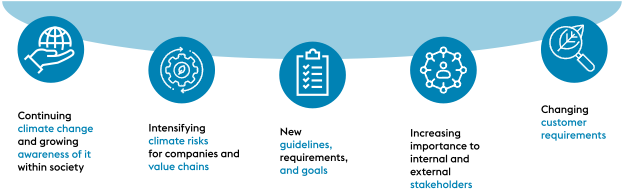 Continuing
climate change
and growing
awareness of it
within society
Intensifying
climate risks
for companies and
value chains
New
guidelines,
requirements,
and goals
Increasing
importance to
internal and
external
stakeholders
Changing
customer
requirements